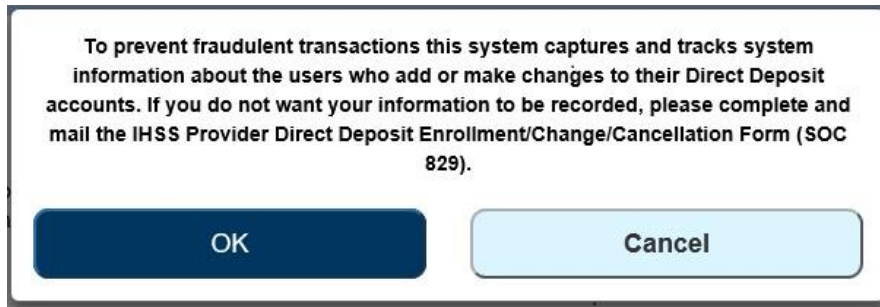 To prevent fraudulent transactions this system captures and tracks system
information about the users who add or make changes to their Direct Deposit
accounts. If you do not want your information to be recorded, please complete and
mail the IHSS Provider Direct Deposit Enrollment/Change/Cancellation Form (SOC
829).
OK
Cancel